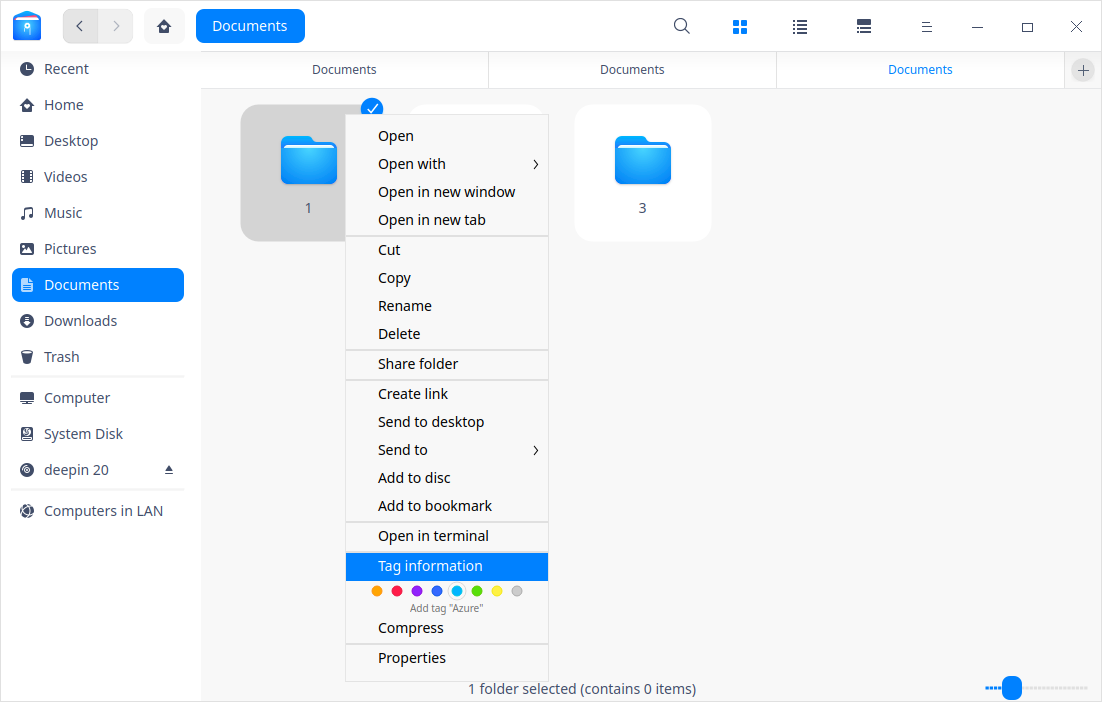 Documents
Recent
Home
Desktop
Videos
Music
Pictures
Documents
Downloads
Trash
Computer
System Disk
deepin 20
Computers in LAN
Documents
Documents
Documents
1
3
Open
Open with
Open in new window
Open in new tab
Cut
Copy
Rename
Delete
Share folder
Create link
Send to desktop
Send to
Add to disc
Add to bookmark
Open in terminal
Tag information
Add tag "Azure"
Compress
Properties
1 folder selected (contains 0 items)